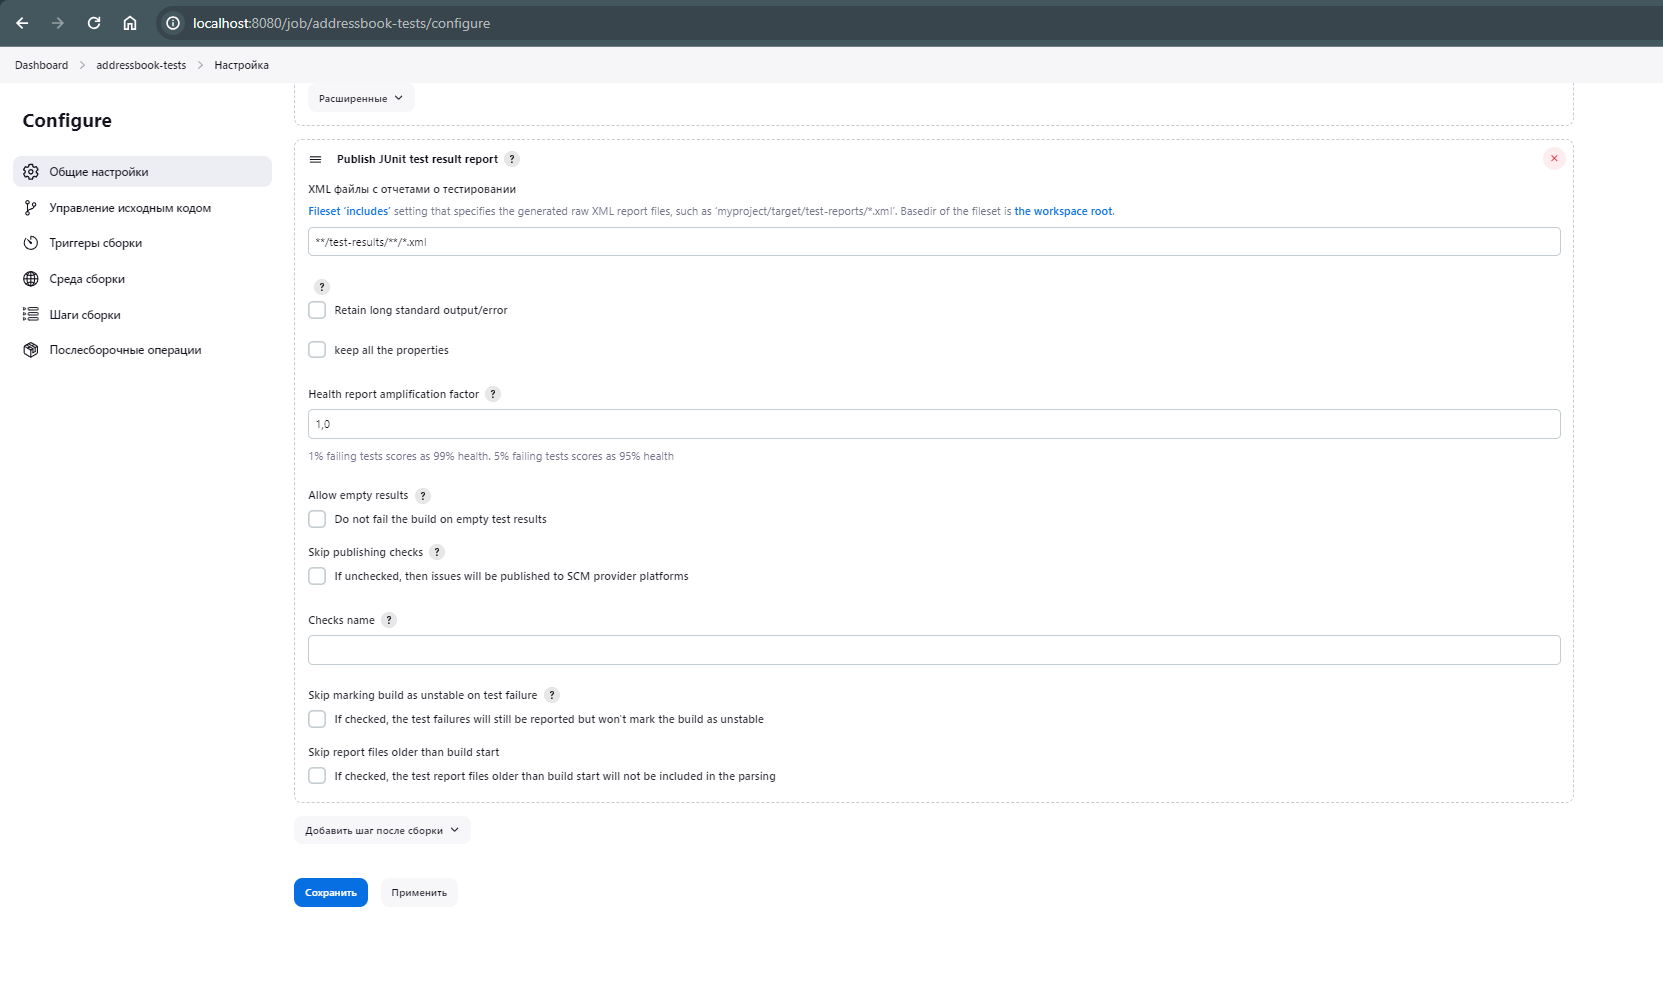 localhost:8080/job/addressbook-tests/configure
Dashboard > addressbook-tests > Настройка
Configure
Общие настройки
Управление исходным кодом
Триггеры сборки
Среда сборки
Шаги сборки
Послесборочные операции
Расширенные
Publish JUnit test result report ?
XML файлы с отчетами о тестировании
Fileset 'includes' setting that specifies the generated raw XML report files, such as 'myproject/target/test-reports/*.xml'. Basedir of the fileset is the workspace root.
**/test-results/**/*.xml
?
Retain long standard output/error
keep all the properties
Health report amplification factor ?
1,0
1% failing tests scores as 99% health. 5% failing tests scores as 95% health
Allow empty results ?
Do not fail the build on empty test results
Skip publishing checks ?
If unchecked, then issues will be published to SCM provider platforms
Checks name ?
Skip marking build as unstable on test failure ?
If checked, the test failures will still be reported but won't mark the build as unstable
Skip report files older than build start
If checked, the test report files older than build start will not be included in the parsing
Добавить шаг после сборки
Сохранить Применить